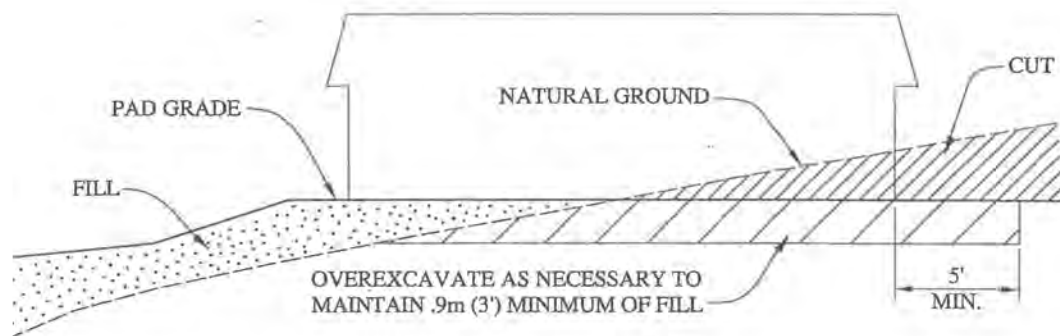 CUT
NATURAL GROUND
PAD GRADE
FILL
OVEREXCAVATE AS NECESSARY TO
MAINTAIN .9m (3') MINIMUM OF FILL
5'
MIN.